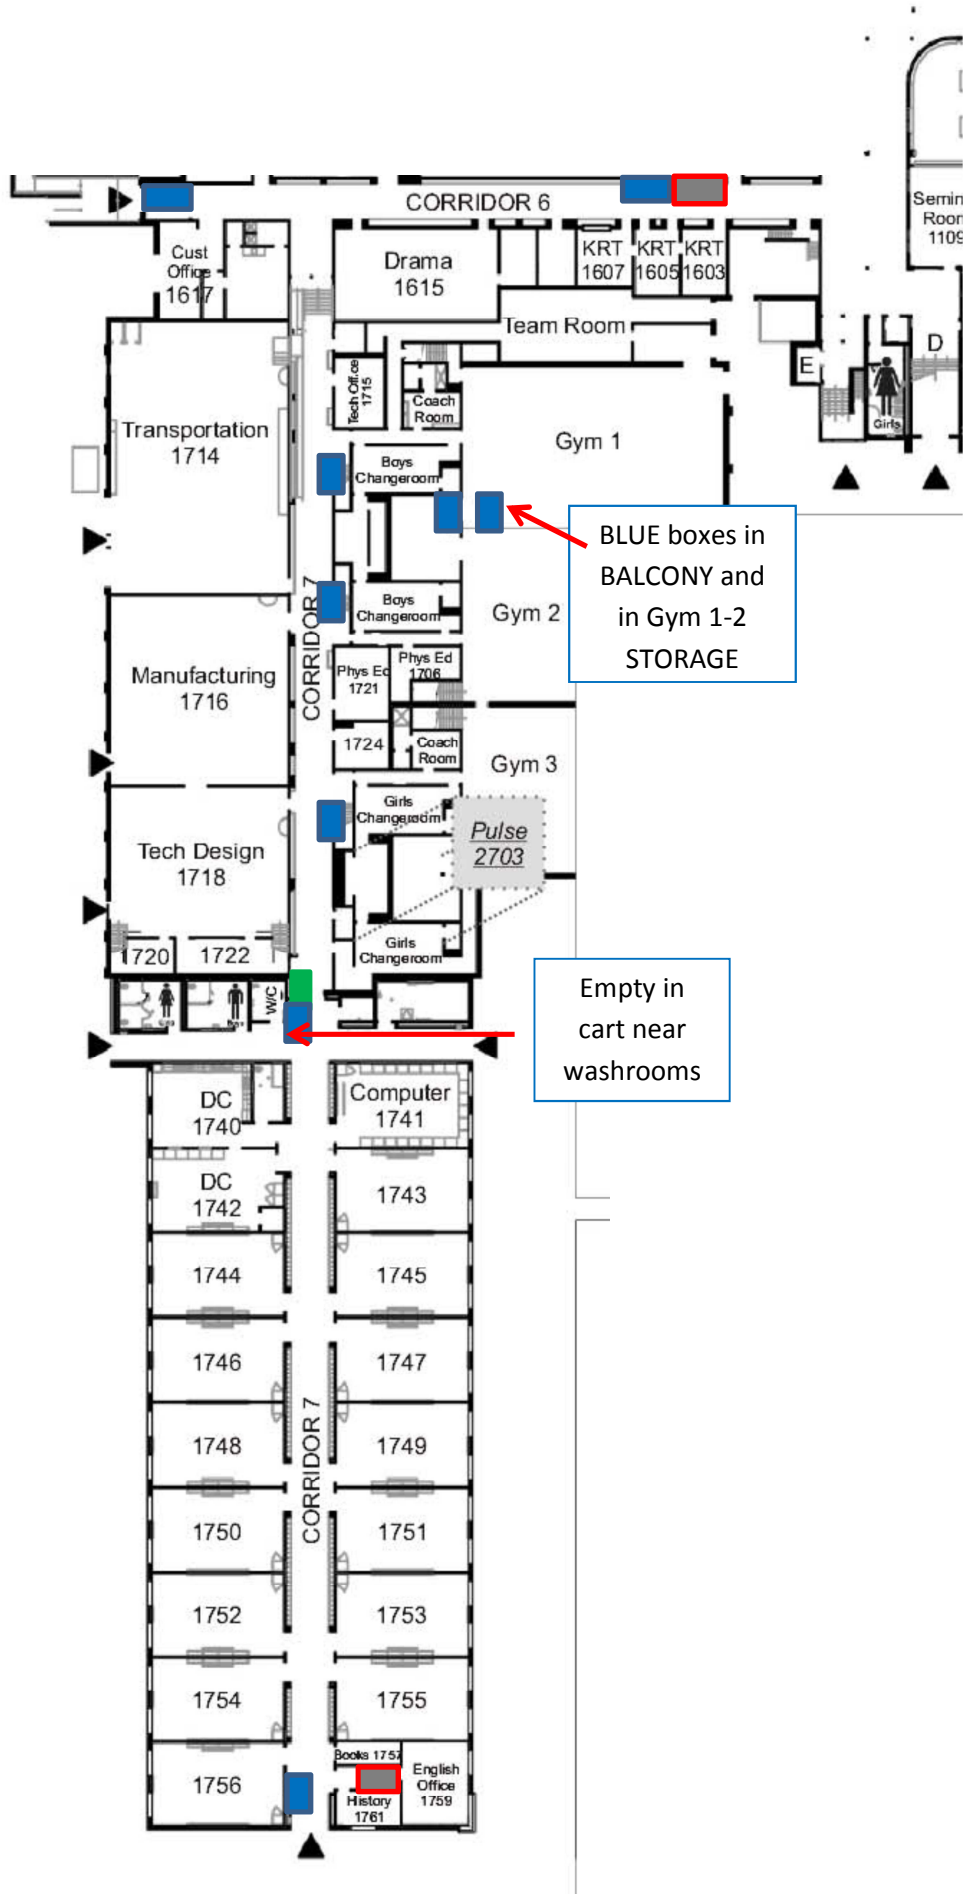 CORRIDOR 6
Semin
Room
1109
Cust
Office
1617
Drama
1615
KRT
1607
KRT
1605
KRT
1603
Team Room
E
D
Girls
Tech Office
1715
Coach
Room
Transportation
1714
Boys
Changeroom
Gym 1
BLUE boxes in
BALCONY and
in Gym 1-2
STORAGE
CORRIDOR 7
Boys
Changeroom
Gym 2
Manufacturing
1716
Phys Ed
1721
Phys Ed
1706
1724
Coach
Room
Gym 3
Girls
Changeroom
Pulse
2703
Tech Design
1718
1720
1722
Girls
Changeroom
W/C
Girls
Boys
Empty in
cart near
washrooms
DC
1740
Computer
1741
DC
1742
1743
1744
1745
1746
1747
CORRIDOR 7
1748
1749
1750
1751
1752
1753
1754
1755
1756
Books 1757
History
1761
English
Office
1759